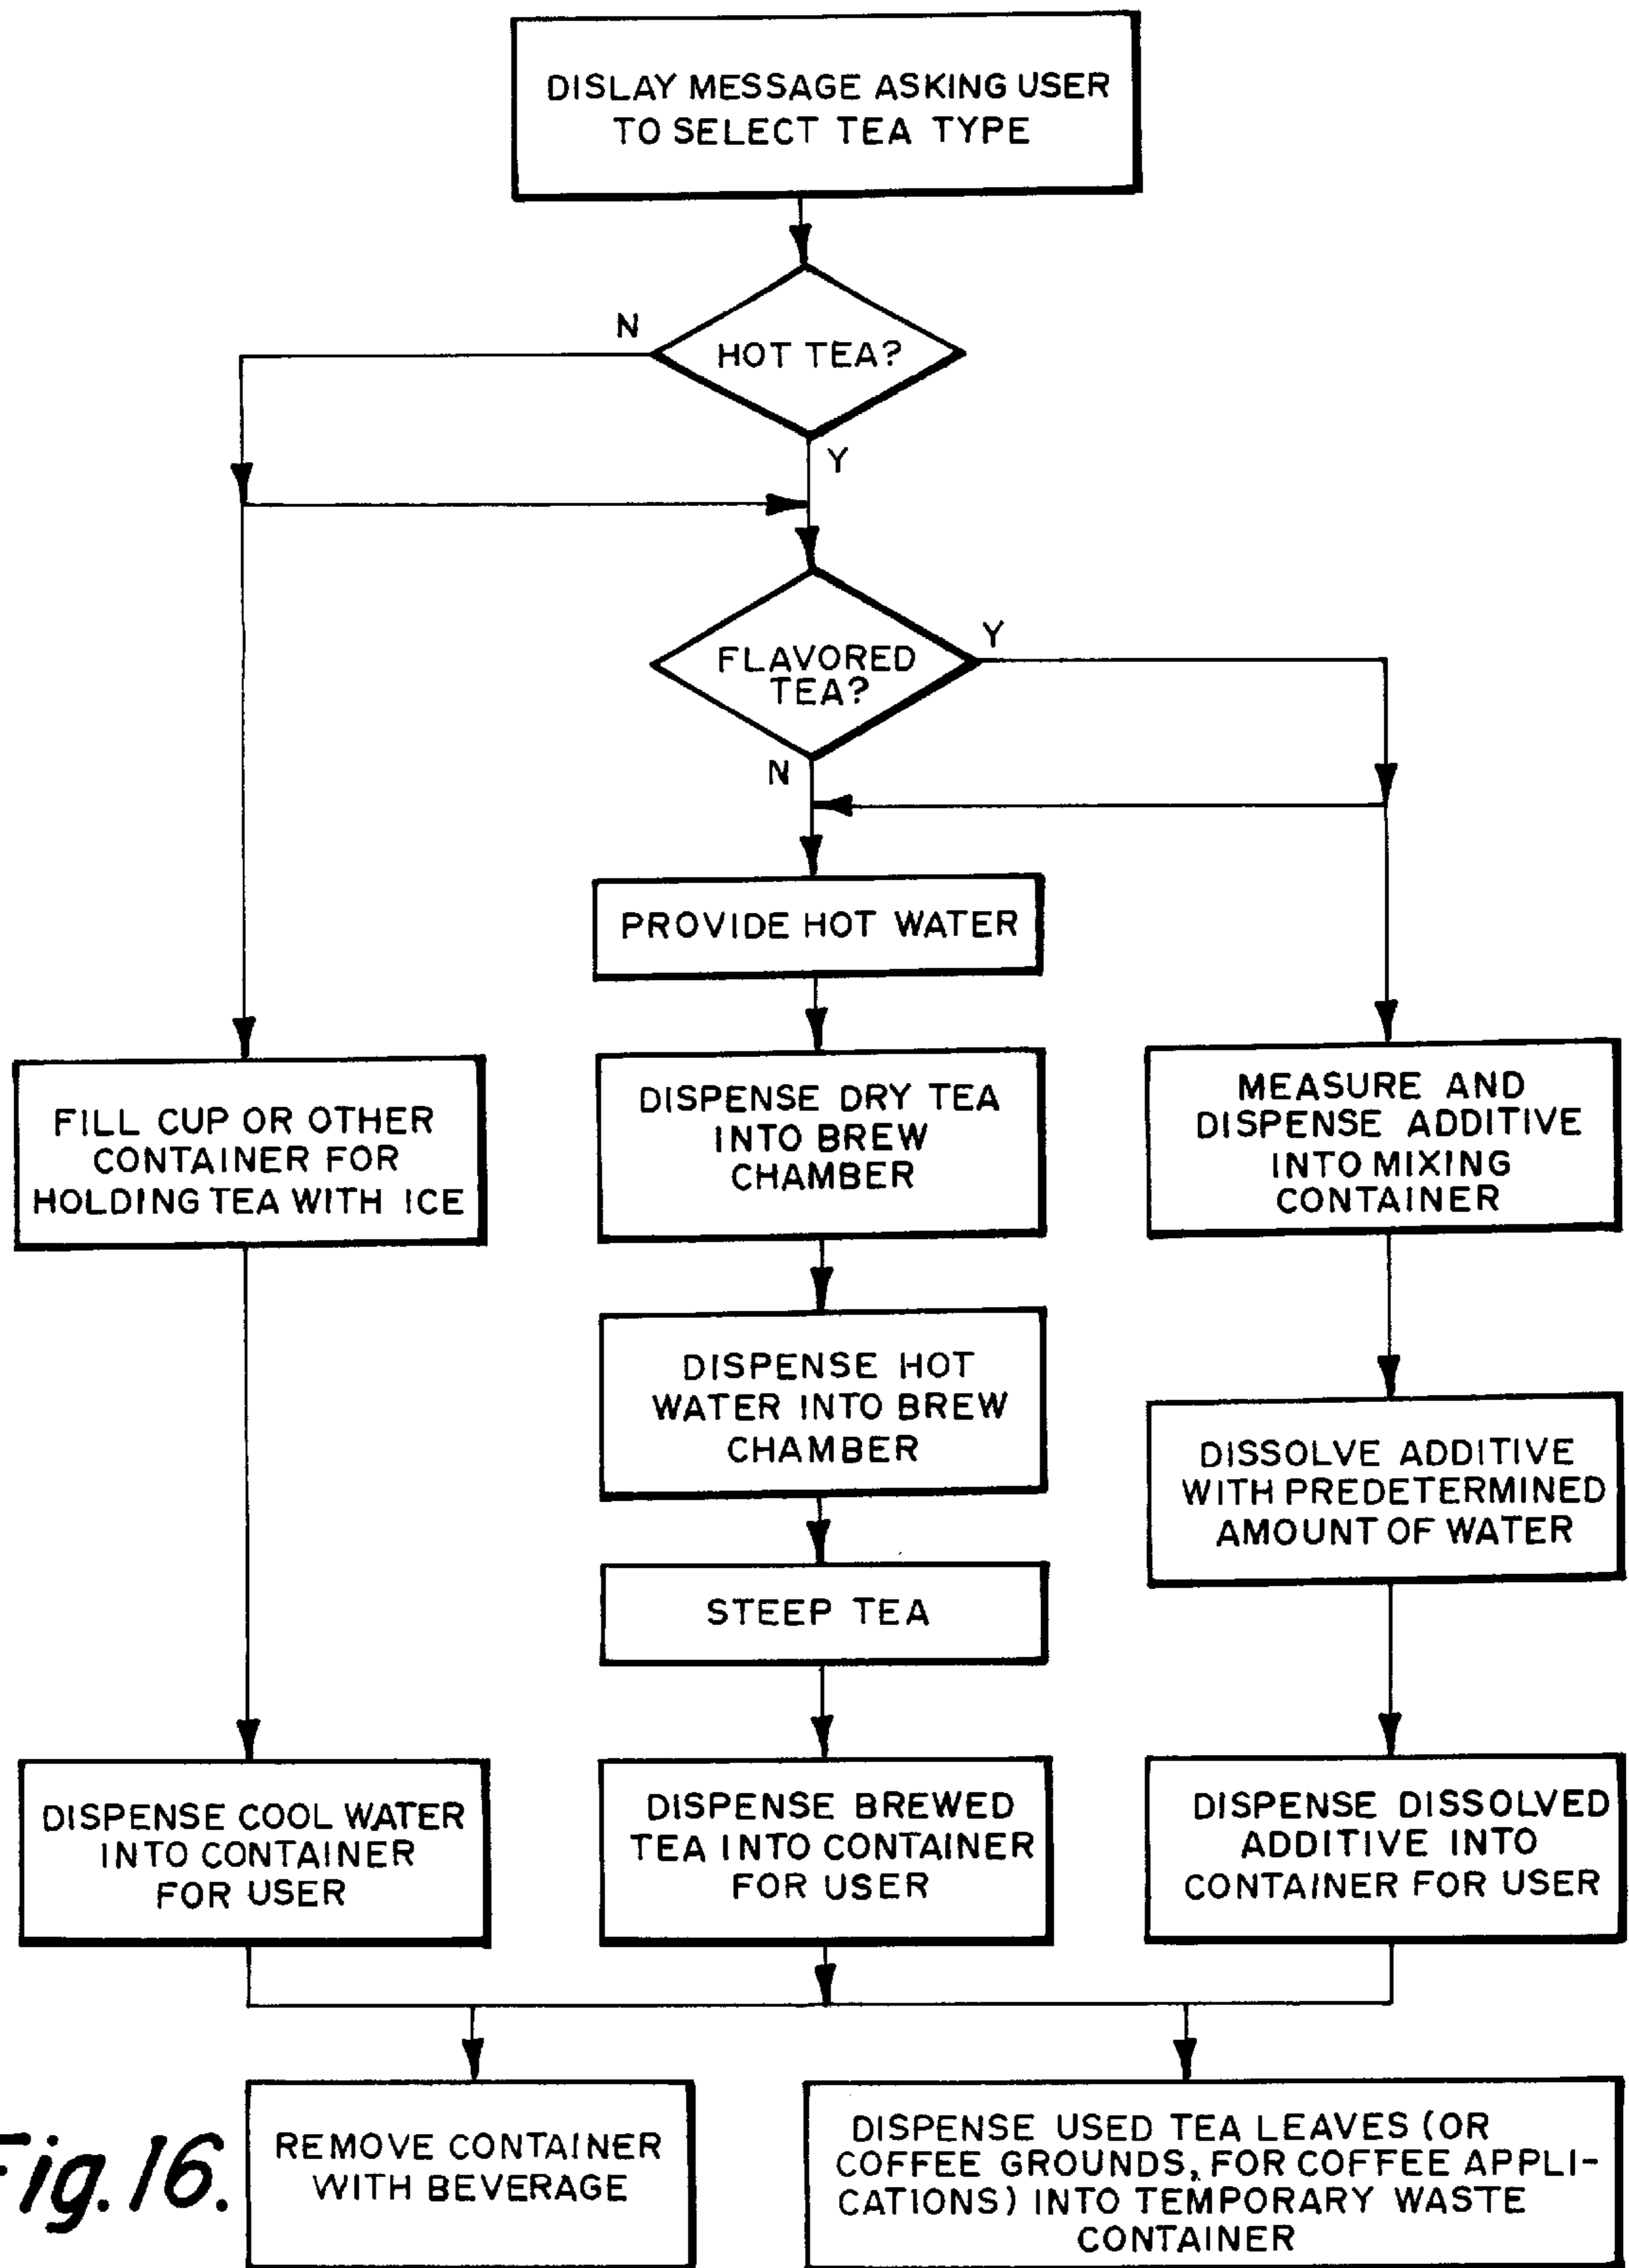 DISLAY MESSAGE ASKING USER
TO SELECT TEA TYPE
N
HOT TEA?
Y
FLAVORED
TEA?
Y
N
PROVIDE HOT WATER
FILL CUP OR OTHER
CONTAINER FOR
HOLDING TEA WITH ICE
DISPENSE DRY TEA
INTO BREW
CHAMBER
MEASURE AND
DISPENSE ADDITIVE
INTO MIXING
CONTAINER
DISPENSE HOT
WATER INTO BREW
CHAMBER
DISSOLVE ADDITIVE
WITH PREDETERMINED
AMOUNT OF WATER
STEEP TEA
DISPENSE COOL WATER
INTO CONTAINER
FOR USER
DISPENSE BREWED
TEA INTO CONTAINER
FOR USER
DISPENSE DISSOLVED
ADDITIVE INTO
CONTAINER FOR USER
Fig.16.
REMOVE CONTAINER
WITH BEVERAGE
DISPENSE USED TEA LEAVES (OR
COFFEE GROUNDS, FOR COFFEE APPLI-
CATIONS) INTO TEMPORARY WASTE
CONTAINER